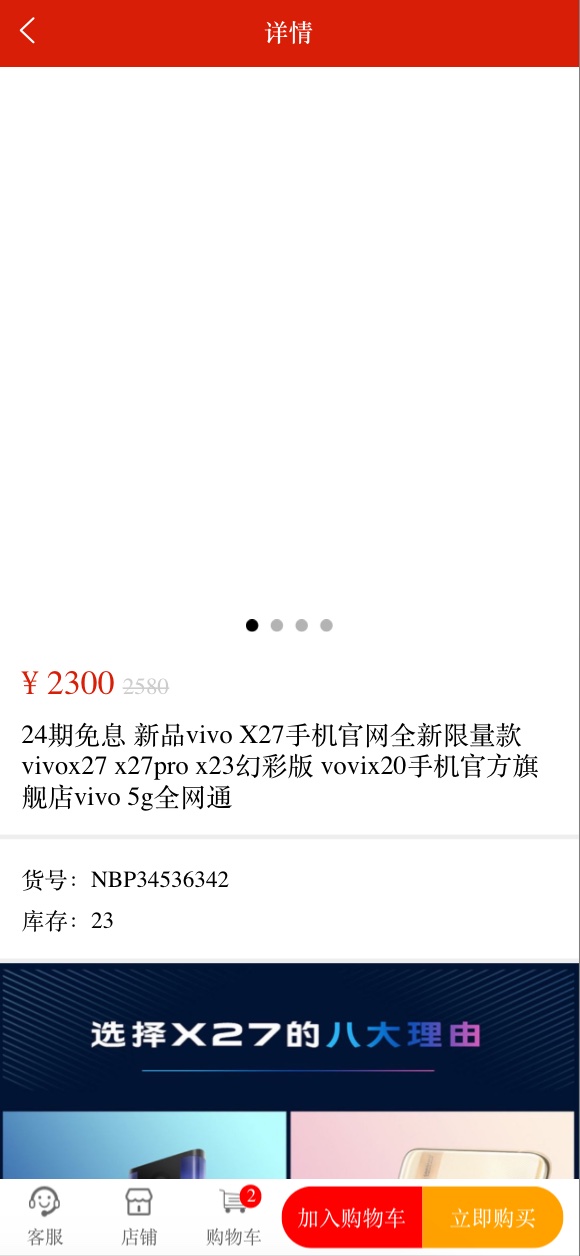 详情
¥ 2300 2580
24期免息 新品vivo X27手机官网全新限量款
vivox27 x27pro x23幻彩版 vovix20手机官方旗
舰店vivo 5g全网通
货号：NBP34536342
库存：23
选择X27的八大理由
2
客服 店铺 购物车 加入购物车 立即购买